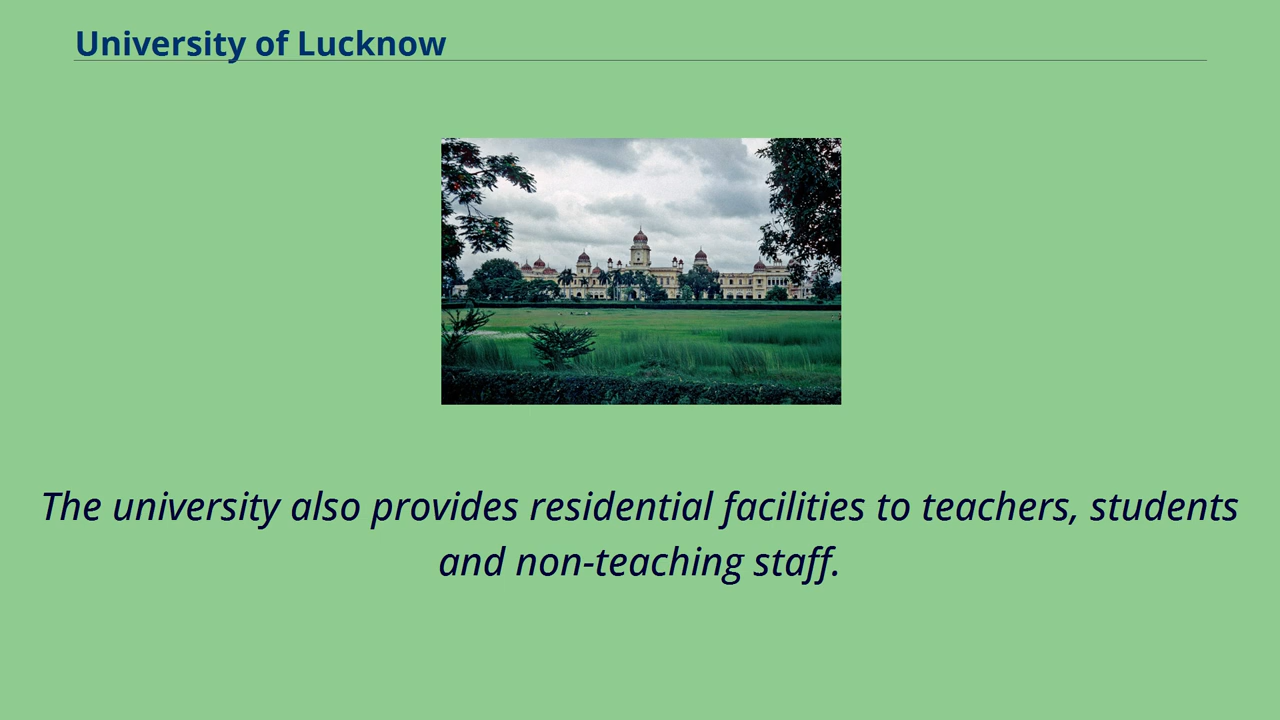 University of Lucknow
The university also provides residential facilities to teachers, students
and non-teaching staff.